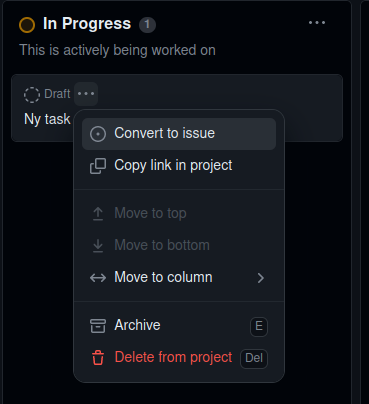 In Progress 1
This is actively being worked on
Draft
Ny task
Convert to issue
Copy link in project
Move to top
Move to bottom
Move to column
Archive E
Delete from project Del